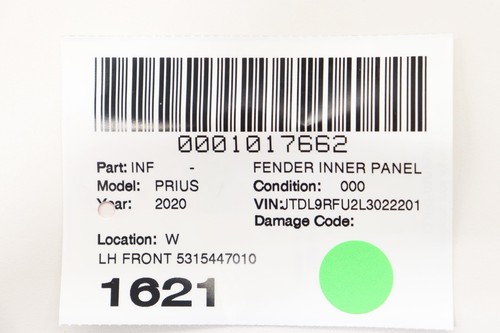 0001017662
Part: INF - FENDER INNER PANEL
Model: PRIUS Condition: 000
Year: 2020 VIN:JTDL9RFU2L3022201
Damage Code:
Location: W
LH FRONT 5315447010
1621